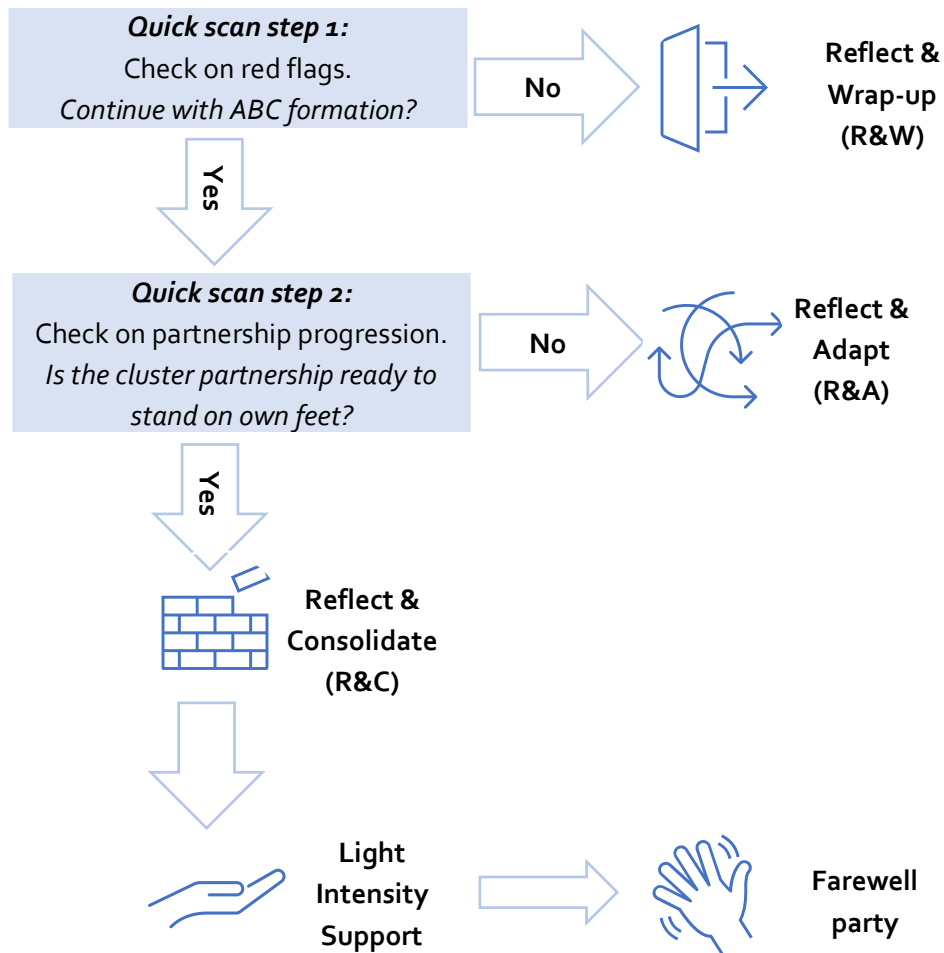 Quick scan step 1:
Check on red flags.
Continue with ABC formation?
No
Reflect &
Wrap-up
(R&W)
Yes
Quick scan step 2:
Check on partnership progression.
Is the cluster partnership ready to
stand on own feet?
No
Reflect &
Adapt
(R&A)
Yes
Reflect &
Consolidate
(R&C)
Light
Intensity
Support
Farewell
party